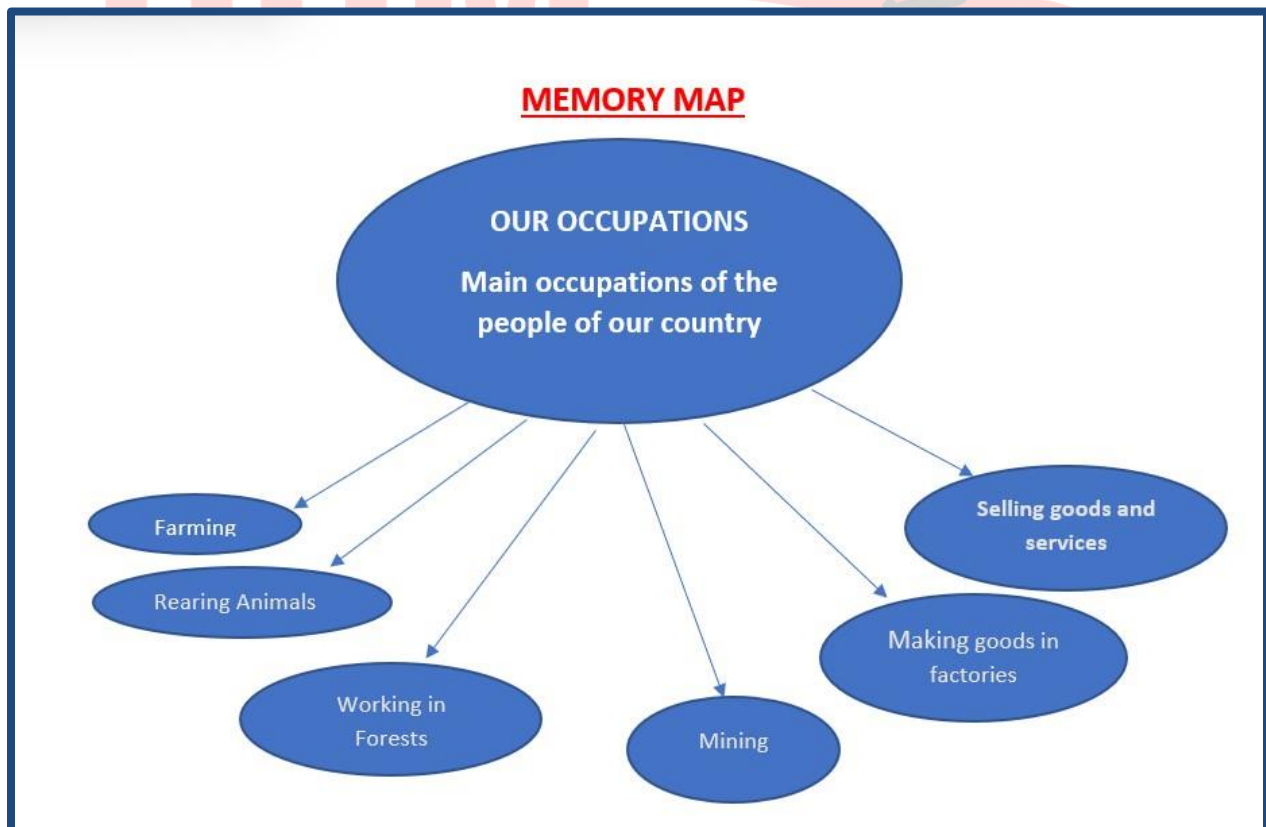 MEMORY MAP
OUR OCCUPATIONS
Main occupations of the
people of our country
Farming
Rearing Animals
Working in
Forests
Mining
Making goods in
factories
Selling goods and
services